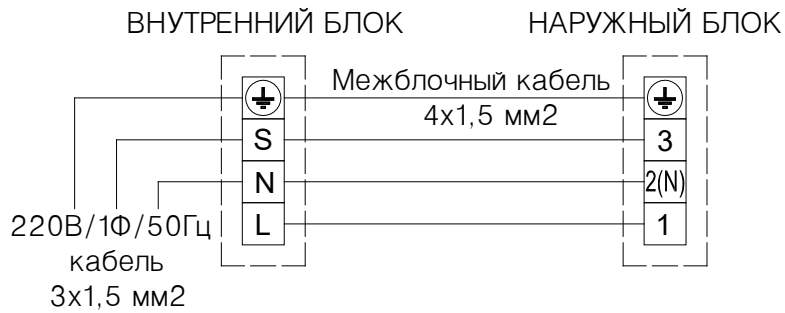 ВНУТРЕННИЙ БЛОК
НАРУЖНЫЙ БЛОК
Межблочный кабель
4х1,5 мм2
S
3
N
2(N)
L
1
220В/1Ф/50Гц
кабель
3х1,5 мм2